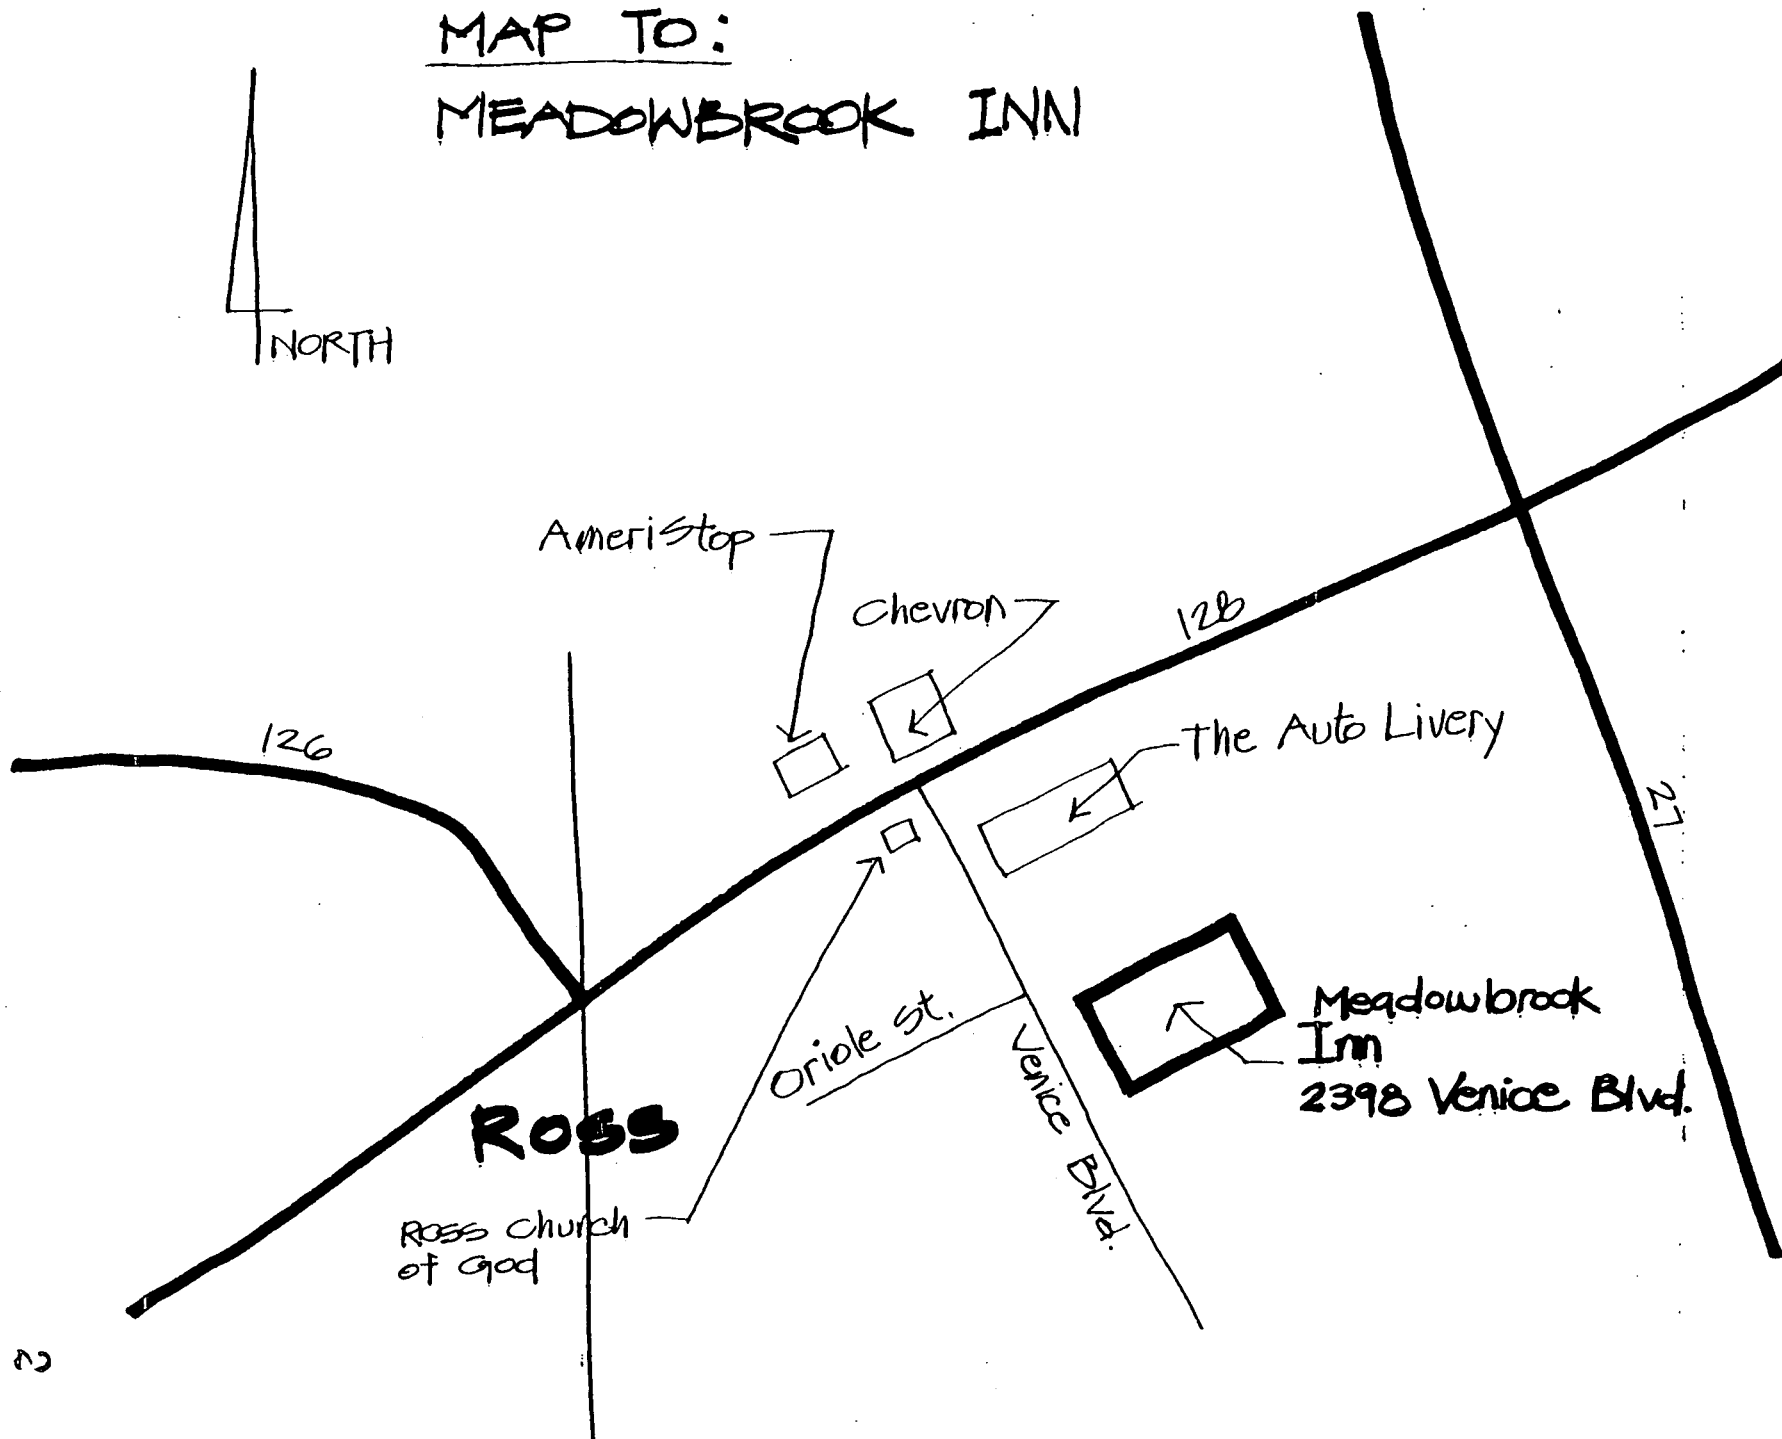 MAP TO:
MEADOWBROOK INN
NORTH
AmeriStop
Chevron
128
126
The Auto Livery
27
Oriole St.
Venice Blvd.
Meadowbrook
Inn
2398 Venice Blvd.
ROSS
ROSS Church
of God